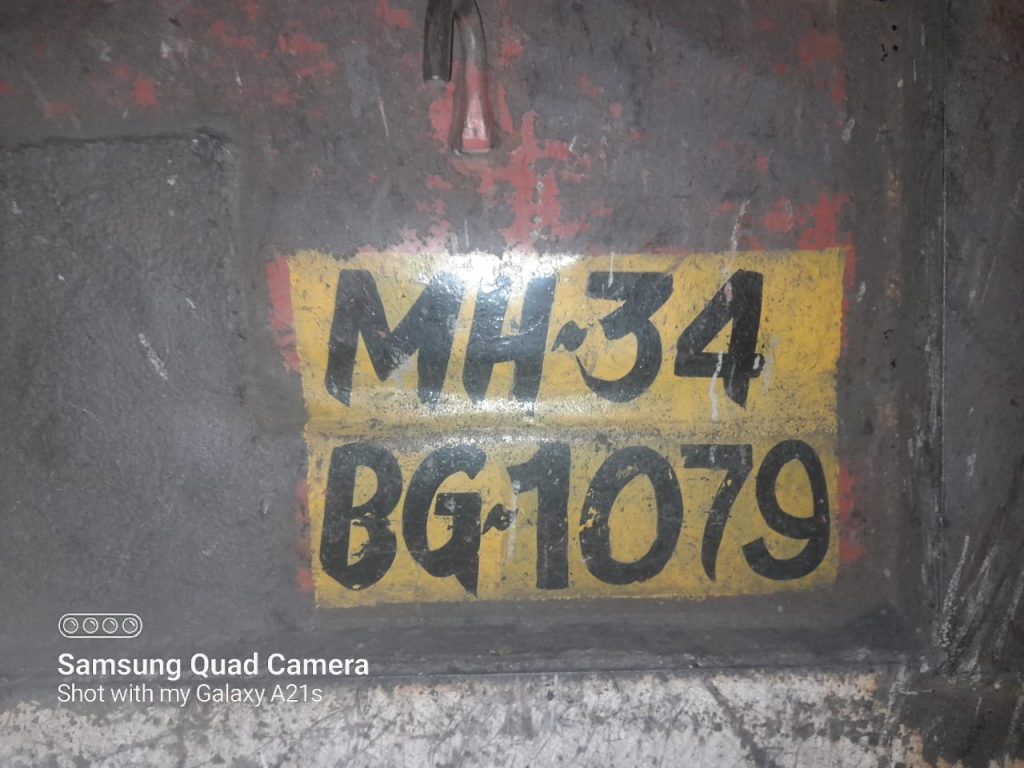 MH·34
BG·1079
Samsung Quad Camera
Shot with my Galaxy A21s